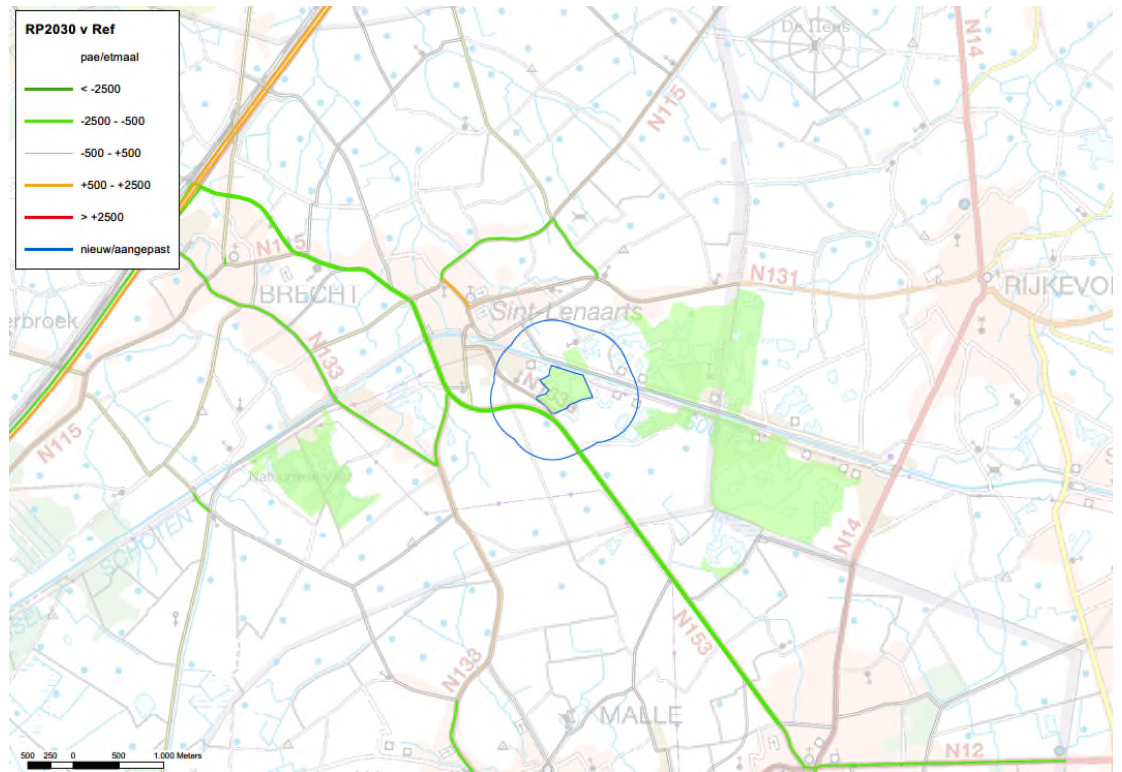 RP2030 v Ref
pae/etmaal
< -2500
-2500 - -500
-500 - +500
+500 - +2500
> +2500
nieuw/aangepast
De Hens
N14
N115
N115
BRECHT
N131
RIJKEVO
Sint-Lenaarts
erbroek
N133
N115
Natuurreservaat
SCHOTEN
N14
N153
N133
MALLE
N12
500 250 0 500 1.000 Meters